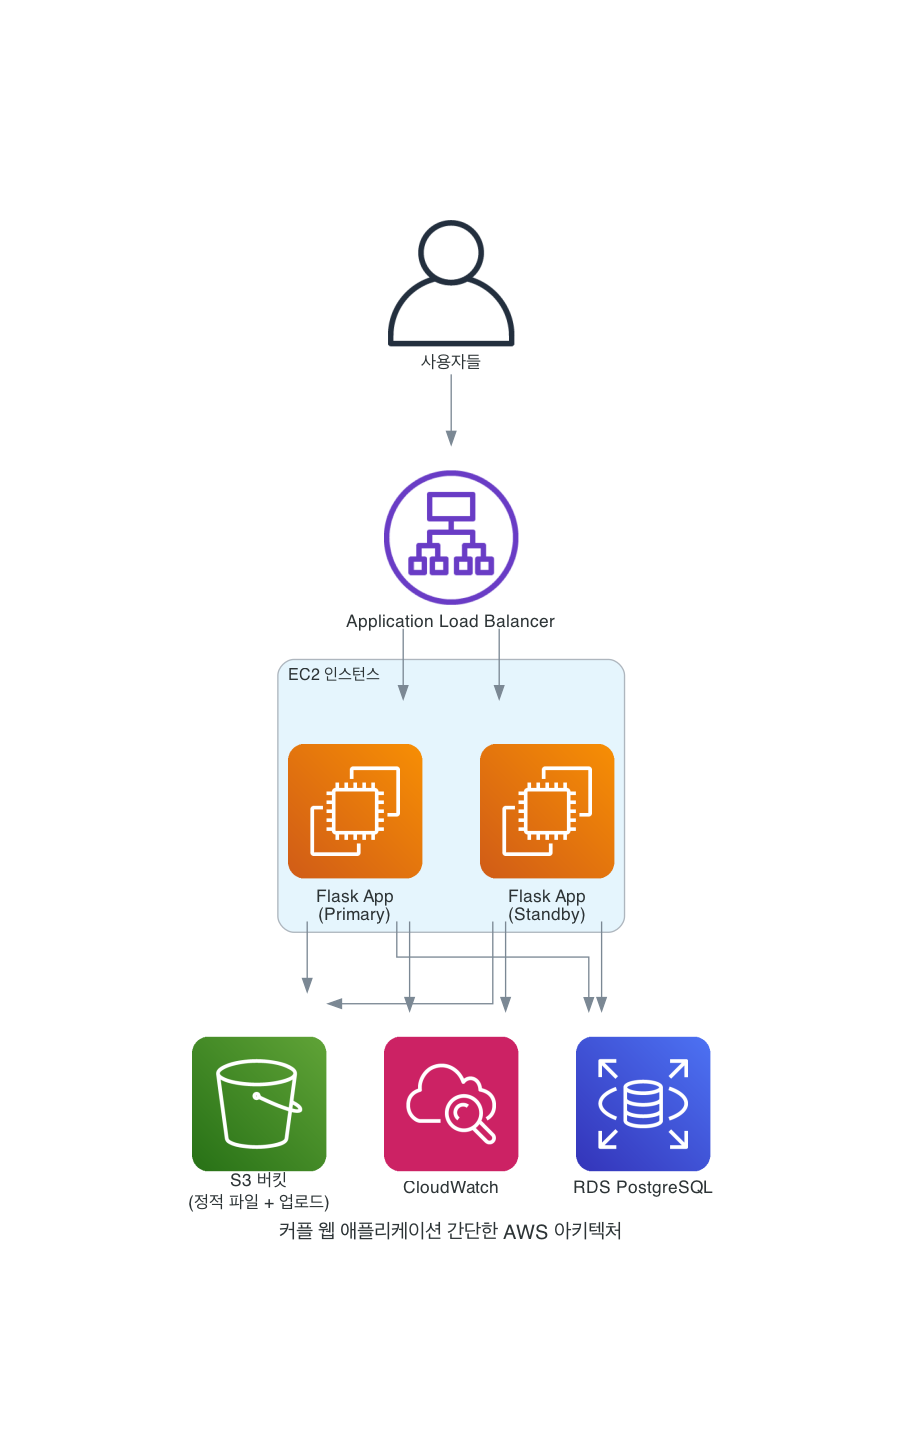 사용자들
Application Load Balancer
EC2 인스턴스
Flask App
(Primary)
Flask App
(Standby)
S3 버킷
(정적 파일 + 업로드)
CloudWatch
RDS PostgreSQL
커플 웹 애플리케이션 간단한 AWS 아키텍처